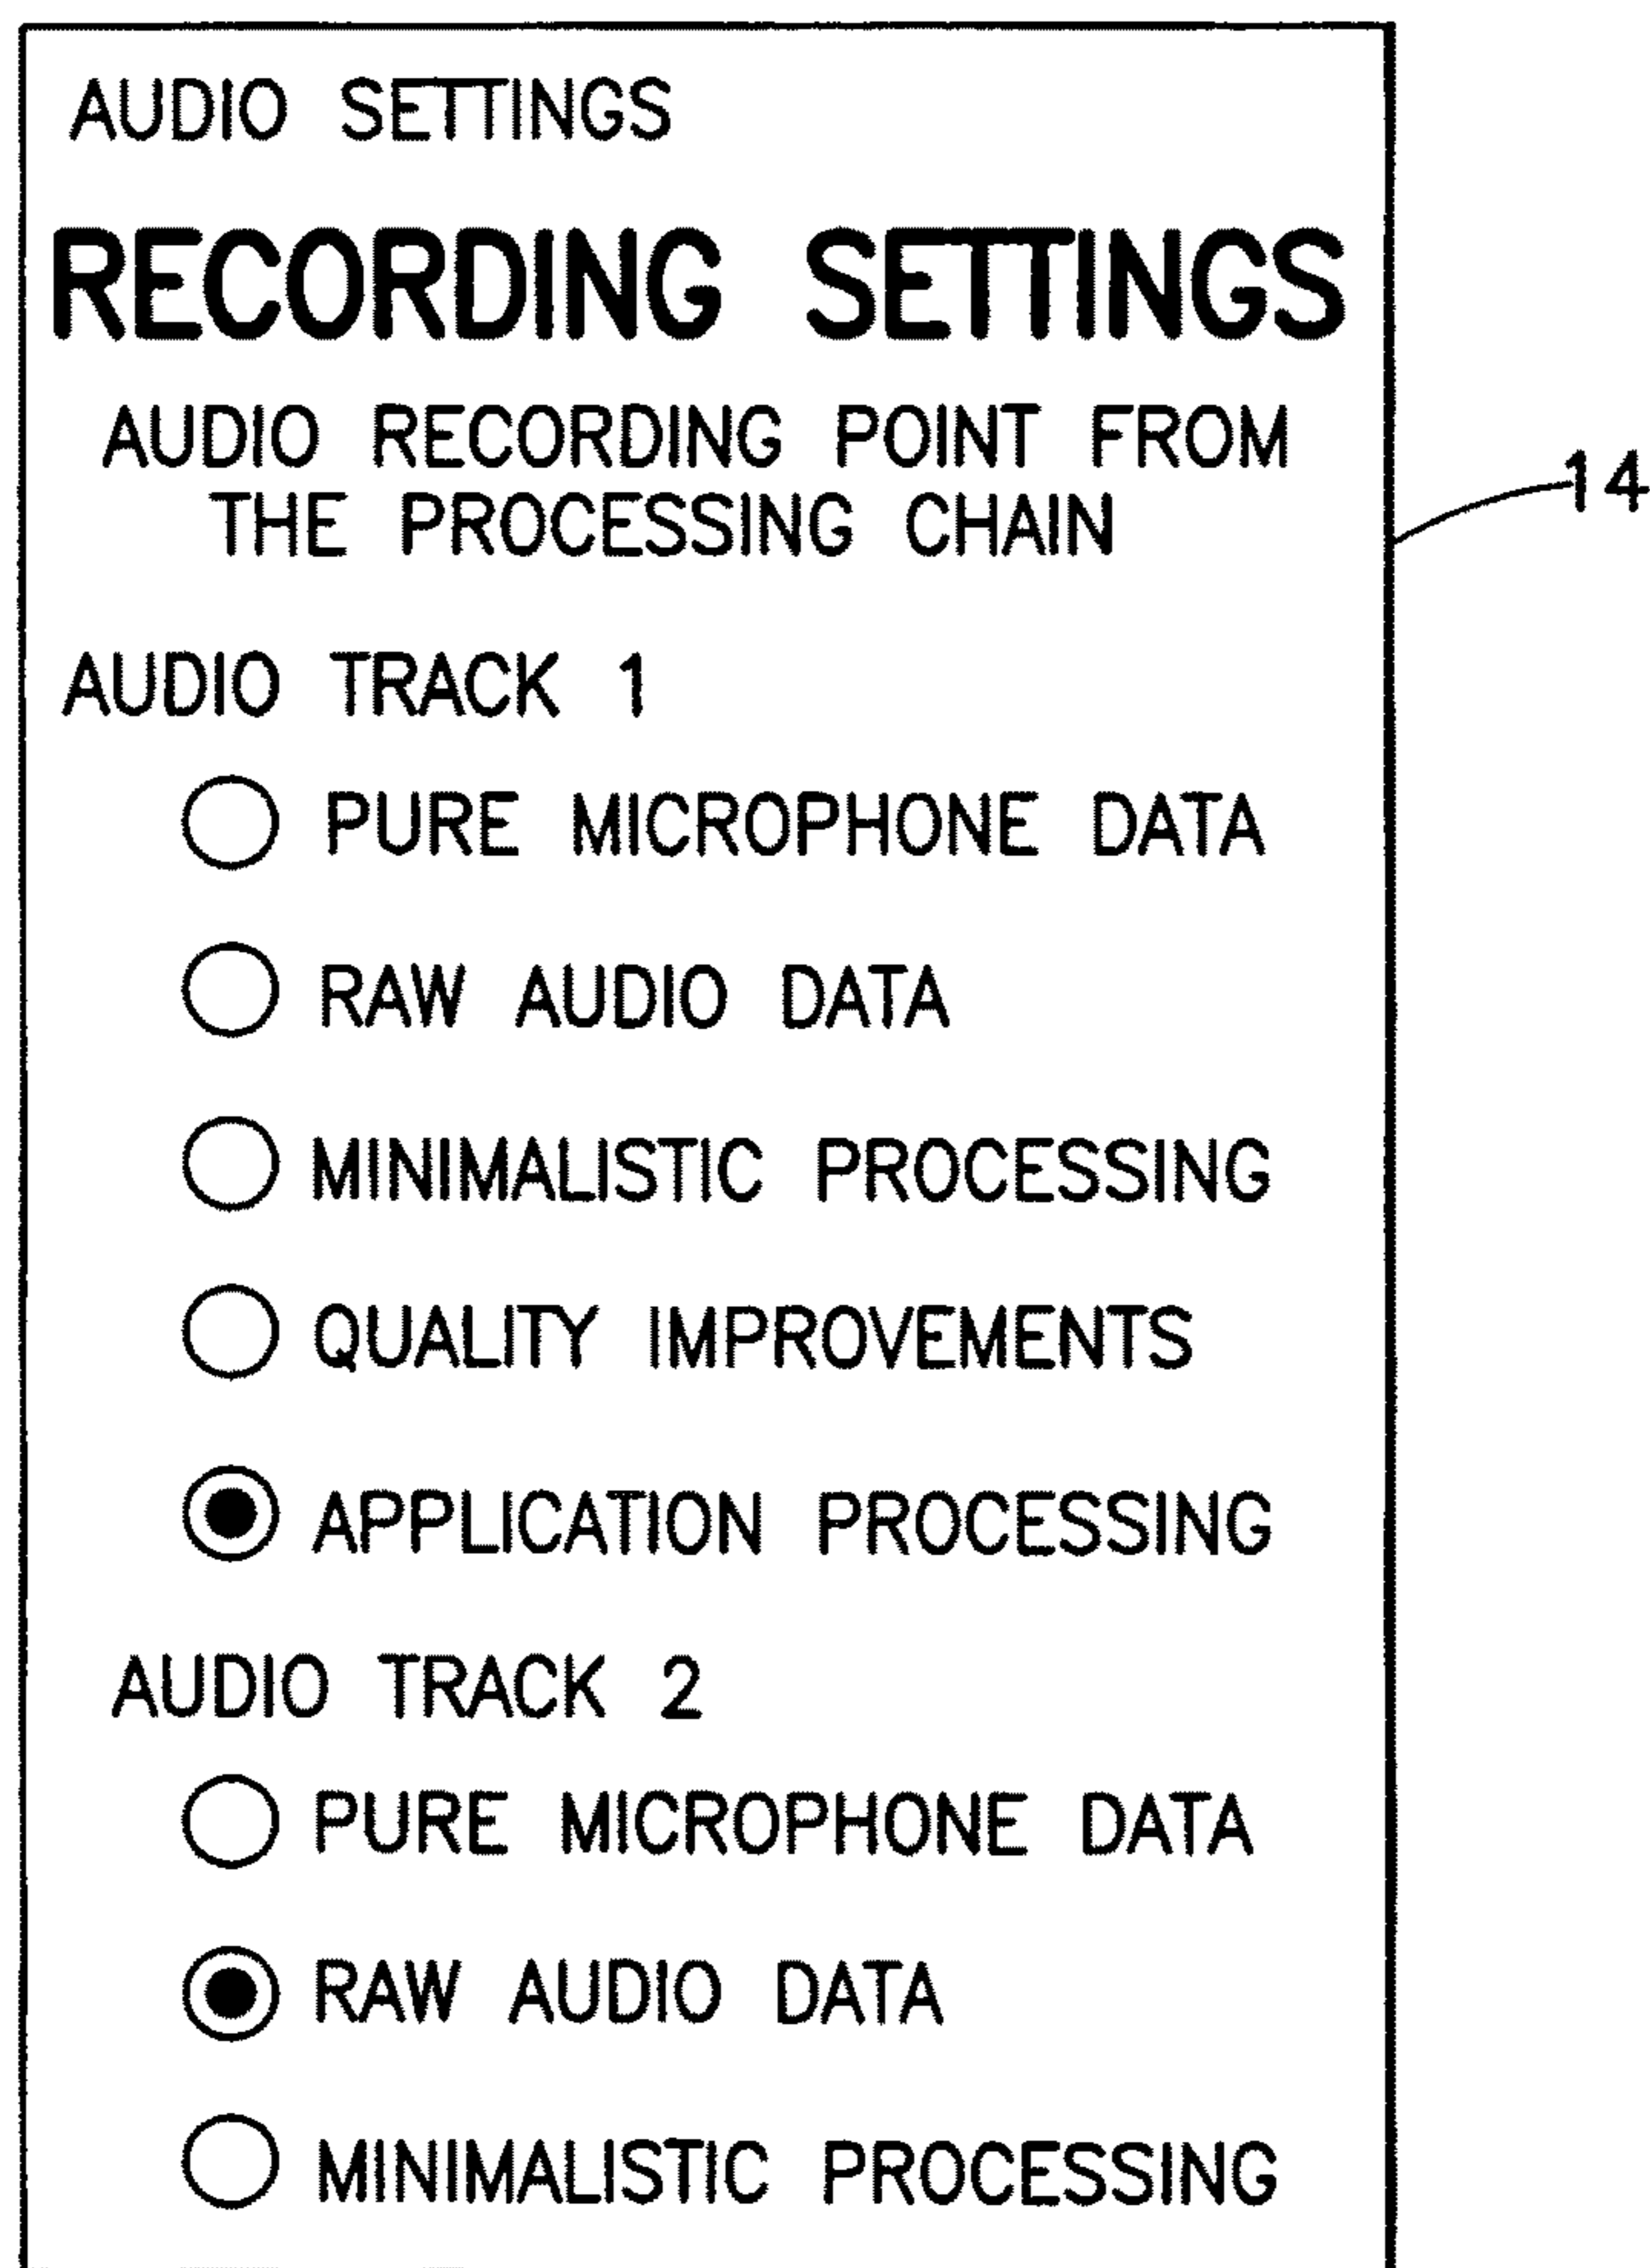 AUDIO SETTINGS
RECORDING SETTINGS
AUDIO RECORDING POINT FROM
THE PROCESSING CHAIN
14
AUDIO TRACK 1
PURE MICROPHONE DATA
RAW AUDIO DATA
MINIMALISTIC PROCESSING
QUALITY IMPROVEMENTS
APPLICATION PROCESSING
AUDIO TRACK 2
PURE MICROPHONE DATA
RAW AUDIO DATA
MINIMALISTIC PROCESSING